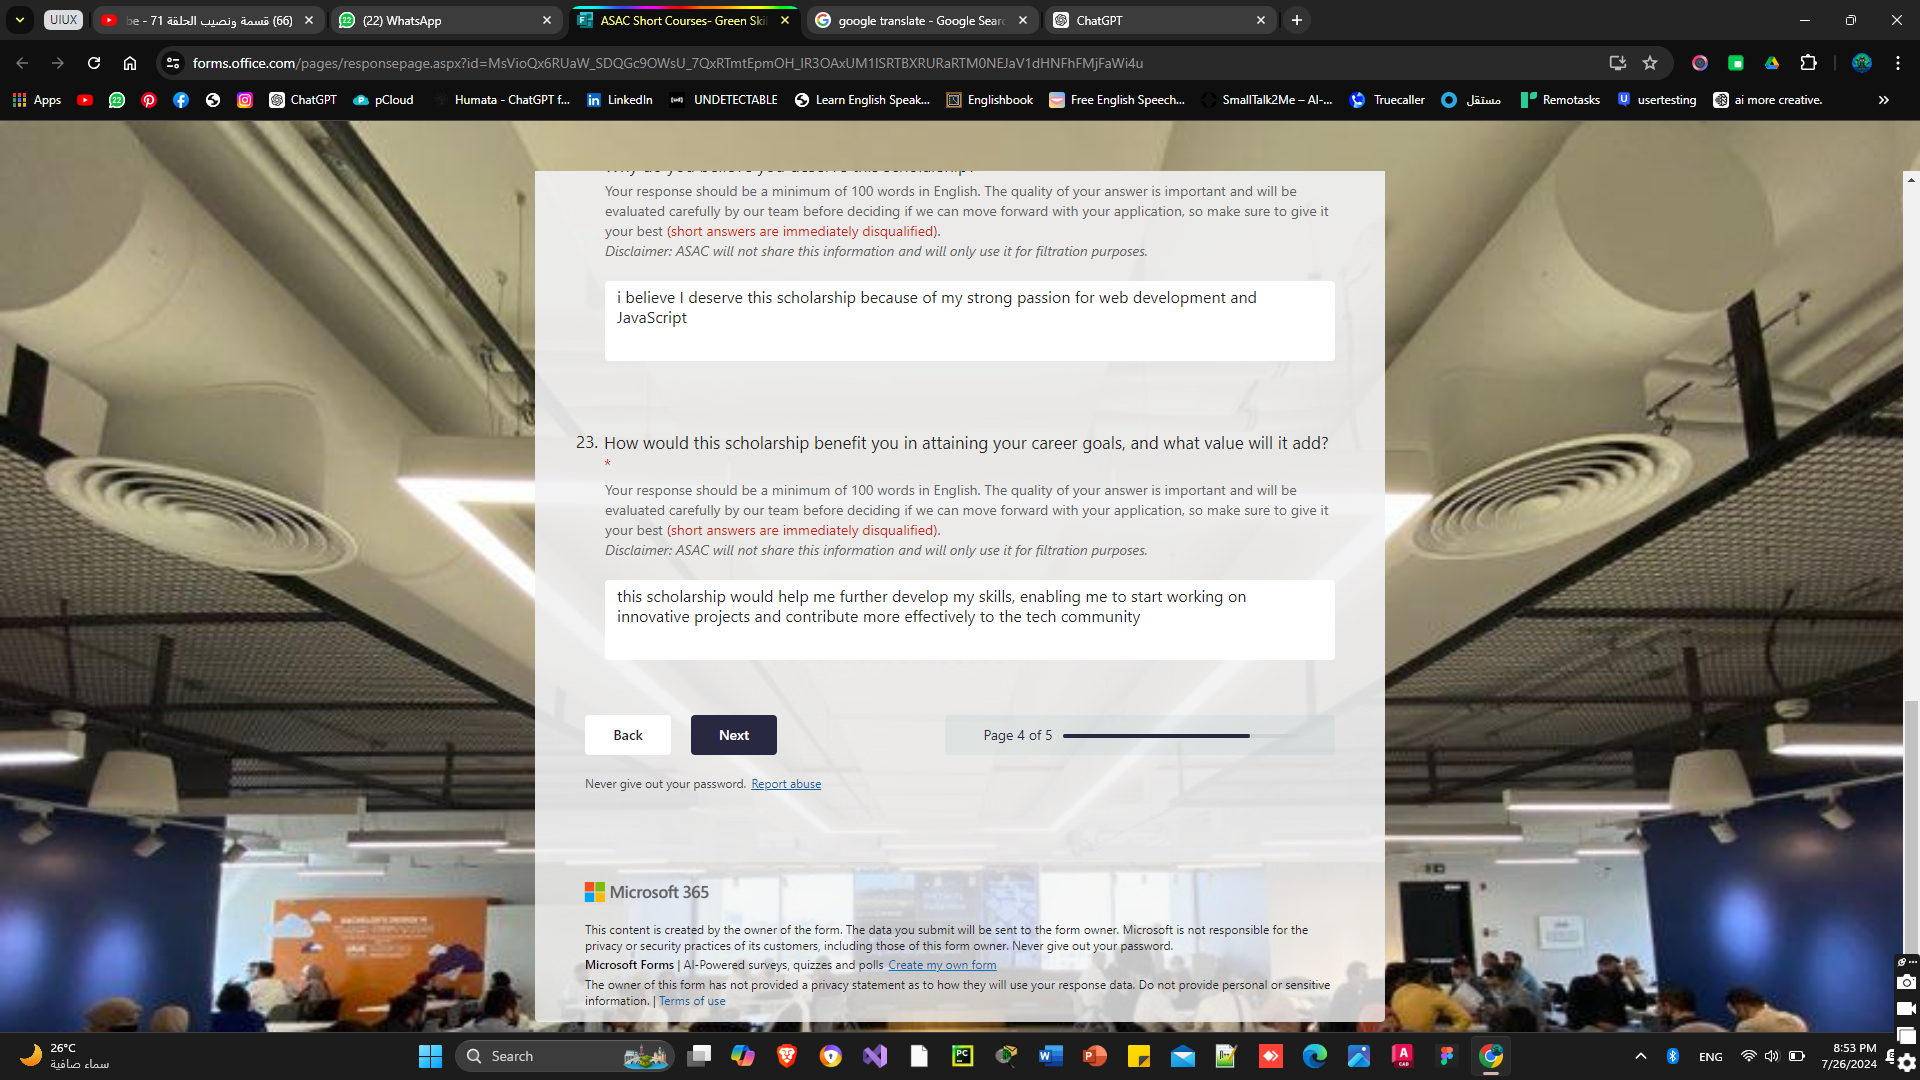 UIUX
be - 71 قسمة ونصيب الحلقة (66)
(22) WhatsApp
ASAC Short Courses- Green Skil
google translate - Google Searc
ChatGPT
forms.office.com/pages/responsepage.aspx?id=MsVioQx6RUaW_SDQGc9OWsU_7QxRTmtEpmOH_IR3OAxUM1lSRTBXRURaRTM0NEJaV1dHNFhFMjFaWi4u
Apps
ChatGPT
pCloud
Humata - ChatGPT f...
LinkedIn
UNDETECTABLE
Learn English Speak...
Englishbook
Free English Speech...
SmallTalk2Me – AI-...
Truecaller
مستقل
Remotasks
usertesting
ai more creative.
Why do you believe you deserve this scholarship?
Your response should be a minimum of 100 words in English. The quality of your answer is important and will be
evaluated carefully by our team before deciding if we can move forward with your application, so make sure to give it
your best (short answers are immediately disqualified).
Disclaimer: ASAC will not share this information and will only use it for filtration purposes.
i believe I deserve this scholarship because of my strong passion for web development and
JavaScript
23. How would this scholarship benefit you in attaining your career goals, and what value will it add?
*
Your response should be a minimum of 100 words in English. The quality of your answer is important and will be
evaluated carefully by our team before deciding if we can move forward with your application, so make sure to give it
your best (short answers are immediately disqualified).
Disclaimer: ASAC will not share this information and will only use it for filtration purposes.
this scholarship would help me further develop my skills, enabling me to start working on
innovative projects and contribute more effectively to the tech community
Back
Next
Page 4 of 5
Never give out your password. Report abuse
Microsoft 365
This content is created by the owner of the form. The data you submit will be sent to the form owner. Microsoft is not responsible for the
privacy or security practices of its customers, including those of this form owner. Never give out your password.
Microsoft Forms | AI-Powered surveys, quizzes and polls Create my own form
The owner of this form has not provided a privacy statement as to how they will use your response data. Do not provide personal or sensitive
information. | Terms of use
26°C
سماء صافية
Search
ENG
8:53 PM
7/26/2024